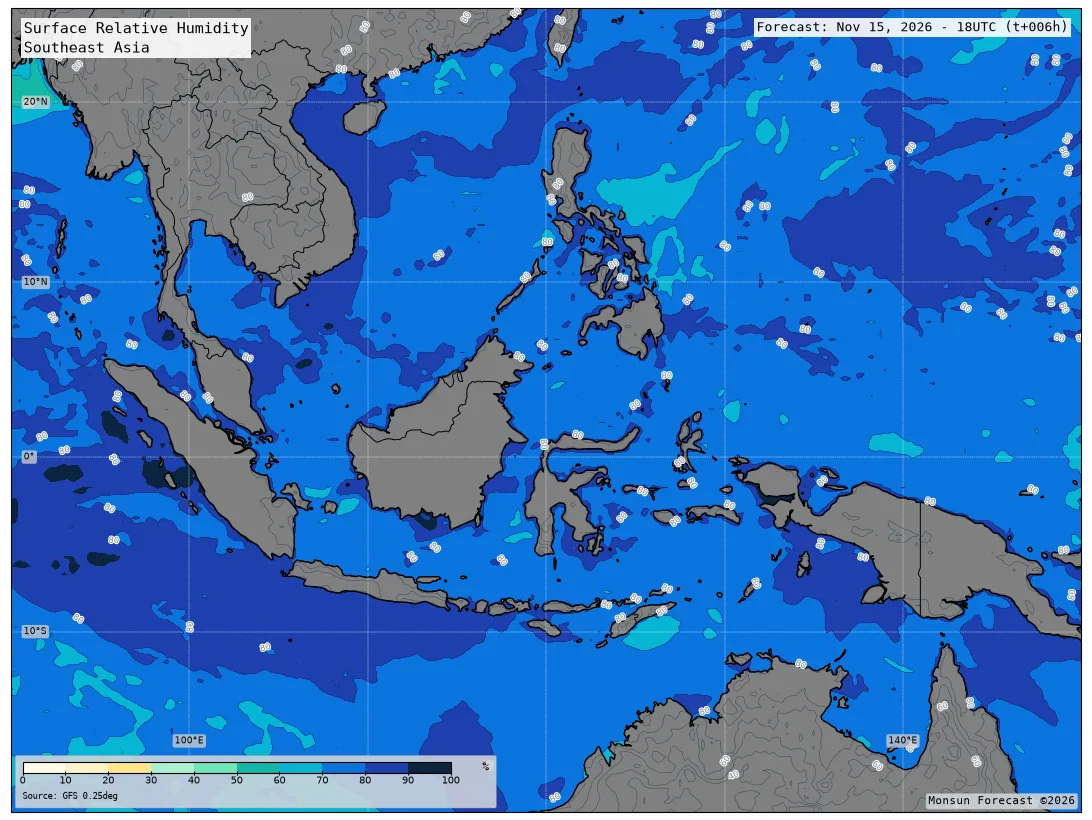 Surface Relative Humidity
Southeast Asia
Forecast: Nov 15, 2026 - 18UTC (t+006h)
20°N
10°N
0°
10°S
100°E
140°E
%
0 10 20 30 40 50 60 70 80 90 100
Source: GFS 0.25deg
Monsun Forecast ©2026